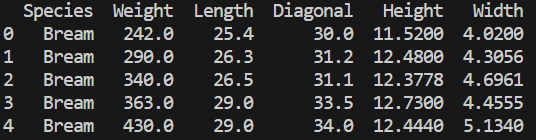 Species Weight Length Diagonal Height Width
0 Bream 242.0 25.4 30.0 11.5200 4.0200
1 Bream 290.0 26.3 31.2 12.4800 4.3056
2 Bream 340.0 26.5 31.1 12.3778 4.6961
3 Bream 363.0 29.0 33.5 12.7300 4.4555
4 Bream 430.0 29.0 34.0 12.4440 5.1340